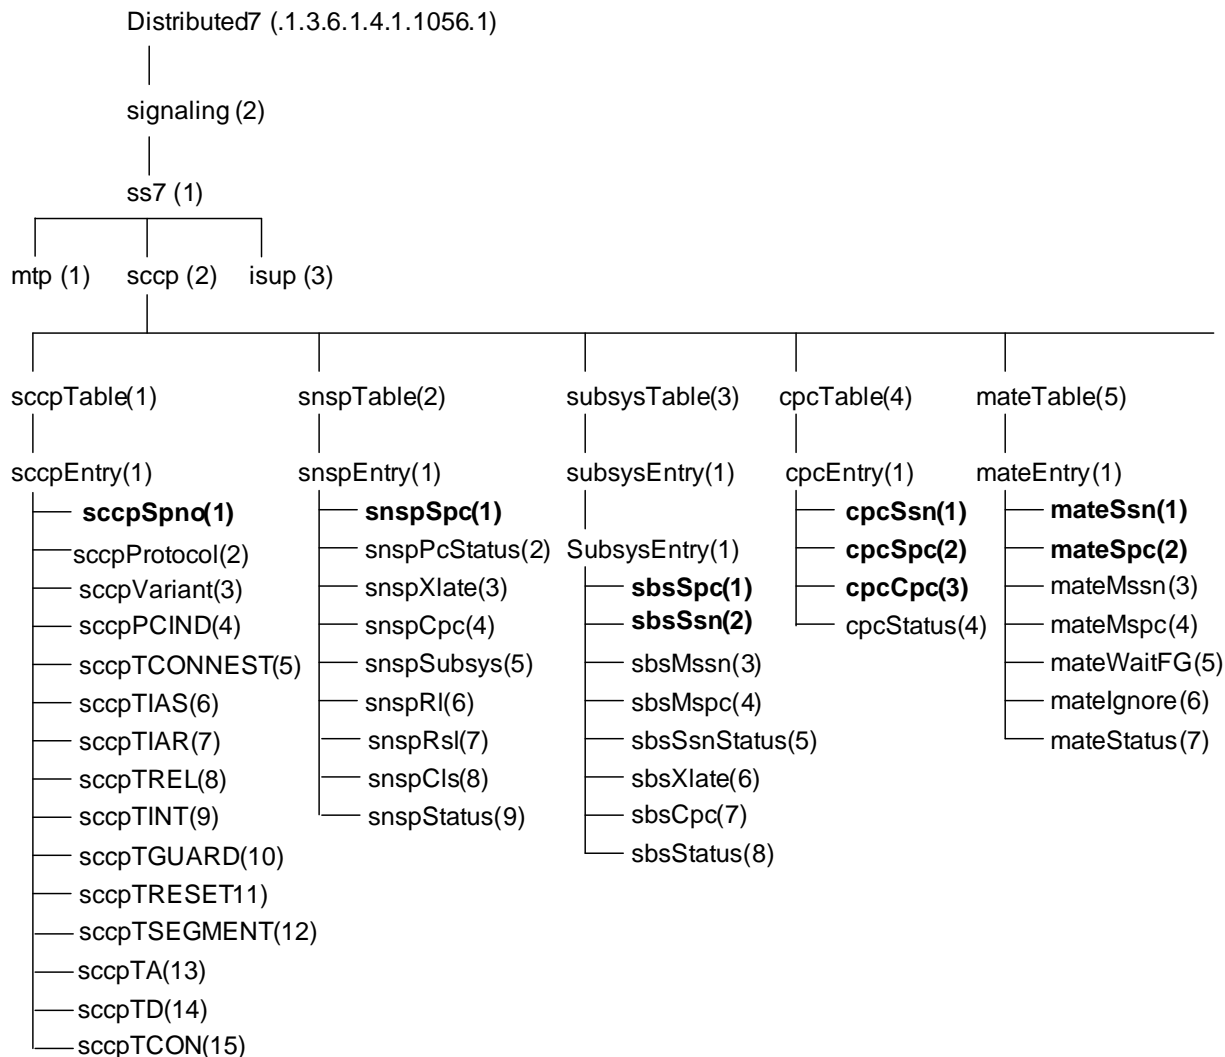 Distributed7 (.1.3.6.1.4.1.1056.1)
signaling (2)
ss7 (1)
mtp (1) sccp (2) isup (3)
sccpTable(1) snspTable(2) subsysTable(3) cpcTable(4) mateTable(5)
sccpEntry(1) snspEntry(1) subsysEntry(1) cpcEntry(1) mateEntry(1)
sccpSpno(1) snspSpc(1) cpcSsn(1) mateSsn(1)
sccpProtocol(2) snspPcStatus(2) SubsysEntry(1) cpcSpc(2) mateSpc(2)
sccpVariant(3) snspXlate(3) sbsSpc(1) cpcCpc(3) mateMssn(3)
sccpPCIND(4) snspCpc(4) sbsSsn(2) cpcStatus(4) mateMspc(4)
sccpTCONNEST(5) snspSubsys(5) sbsMssn(3) mateWaitFG(5)
sccpTIAS(6) snspRl(6) sbsMspc(4) mateIgnore(6)
sccpTIAR(7) snspRsl(7) sbsSsnStatus(5) mateStatus(7)
sccpTREL(8) snspCls(8) sbsXlate(6)
sccpTINT(9) snspStatus(9) sbsCpc(7)
sccpTGUARD(10) sbsStatus(8)
sccpTRESET11)
sccpTSEGMENT(12)
sccpTA(13)
sccpTD(14)
sccpTCON(15)